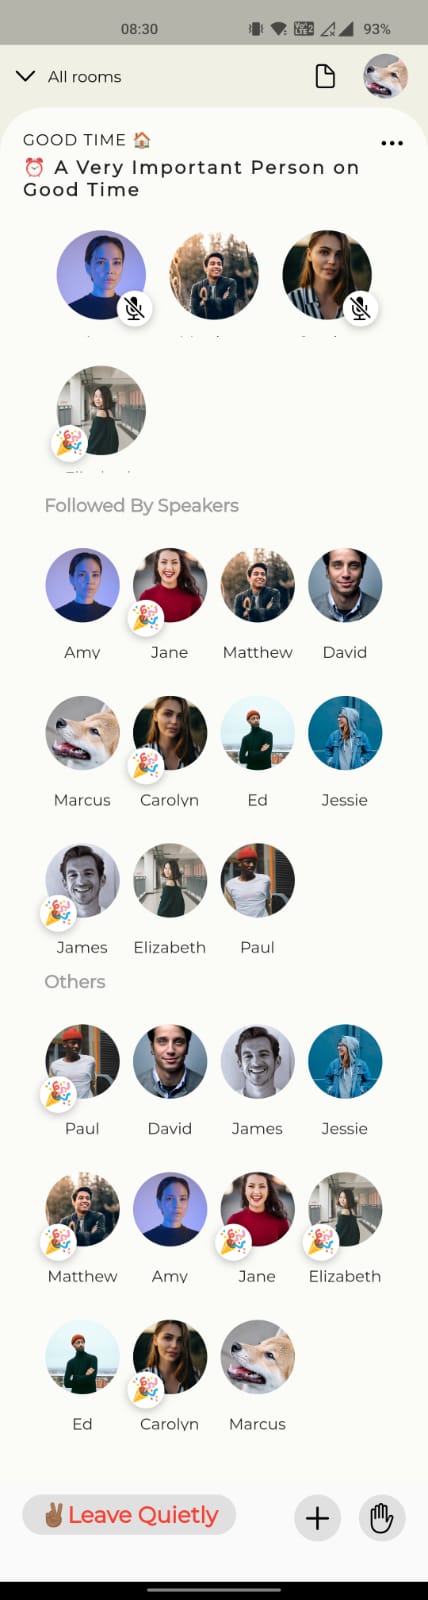 08:30
VoLTE2 93%
All rooms
GOOD TIME 🏠
⏰ A Very Important Person on
Good Time
Followed By Speakers
Amy Jane Matthew David
Marcus Carolyn Ed Jessie
James Elizabeth Paul
Others
Paul David James Jessie
Matthew Amy Jane Elizabeth
Ed Carolyn Marcus
✌🏾Leave Quietly